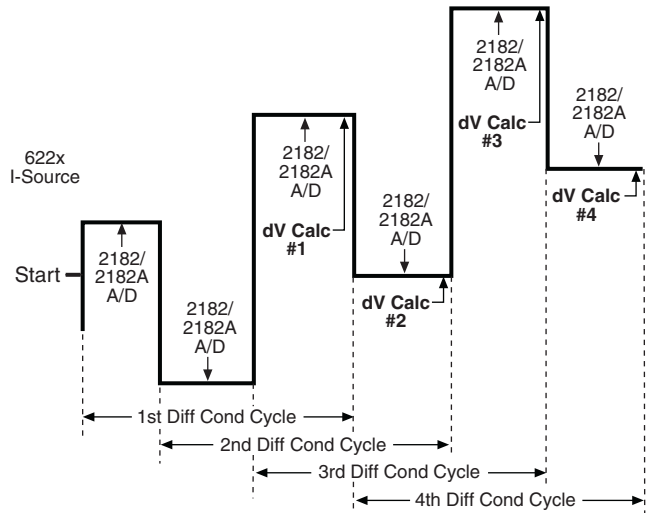 2182/
2182A
A/D
dV Calc
#3
2182/
2182A
A/D
dV Calc
#4
622x
I-Source
2182/
2182A
A/D
dV Calc
#1
2182/
2182A
A/D
dV Calc
#2
Start
2182/
2182A
A/D
2182/
2182A
A/D
1st Diff Cond Cycle
2nd Diff Cond Cycle
3rd Diff Cond Cycle
4th Diff Cond Cycle